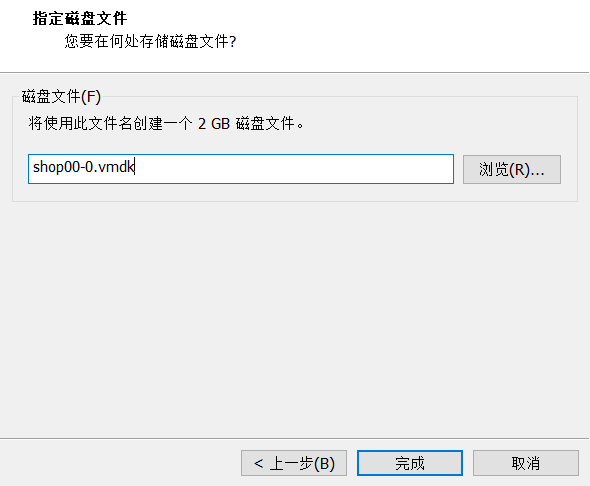 指定磁盘文件
您要在何处存储磁盘文件?
磁盘文件(F)
将使用此文件名创建一个 2 GB 磁盘文件。
shop00-0.vmdk
浏览(R)...
< 上一步(B)
完成
取消